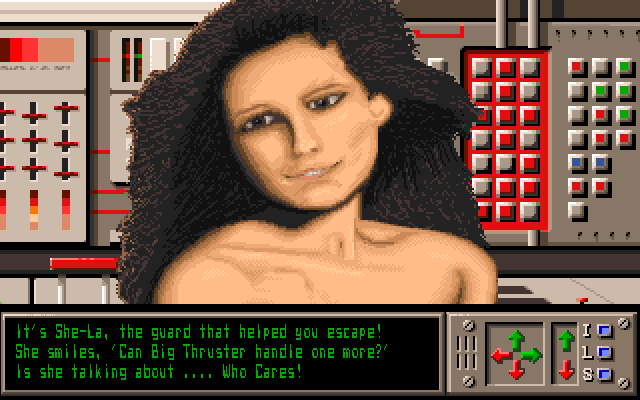 It's She-La, the guard that helped you escape!
She smiles, 'Can Big Thruster handle one more?'
Is she talking about .... Who Cares!
I
L
S